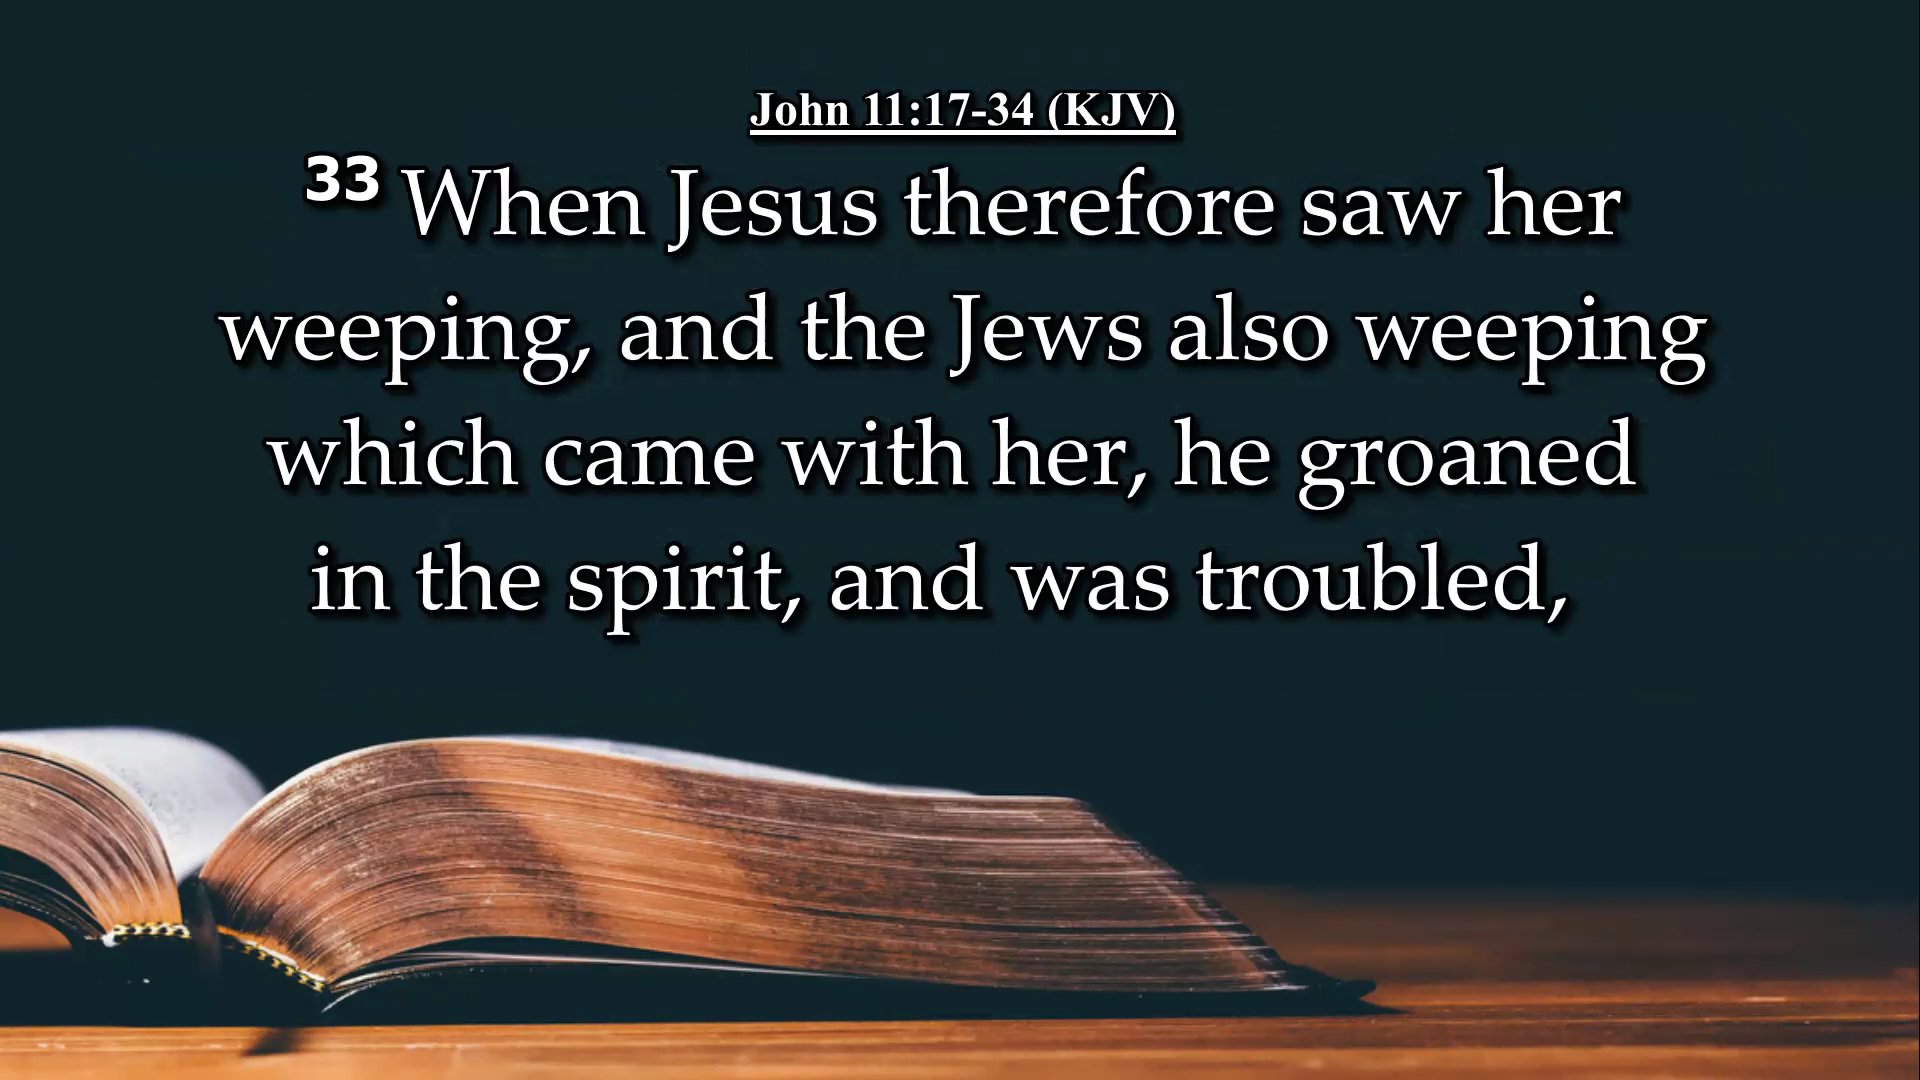 John 11:17-34 (KJV)
33 When Jesus therefore saw her
weeping, and the Jews also weeping
which came with her, he groaned
in the spirit, and was troubled,